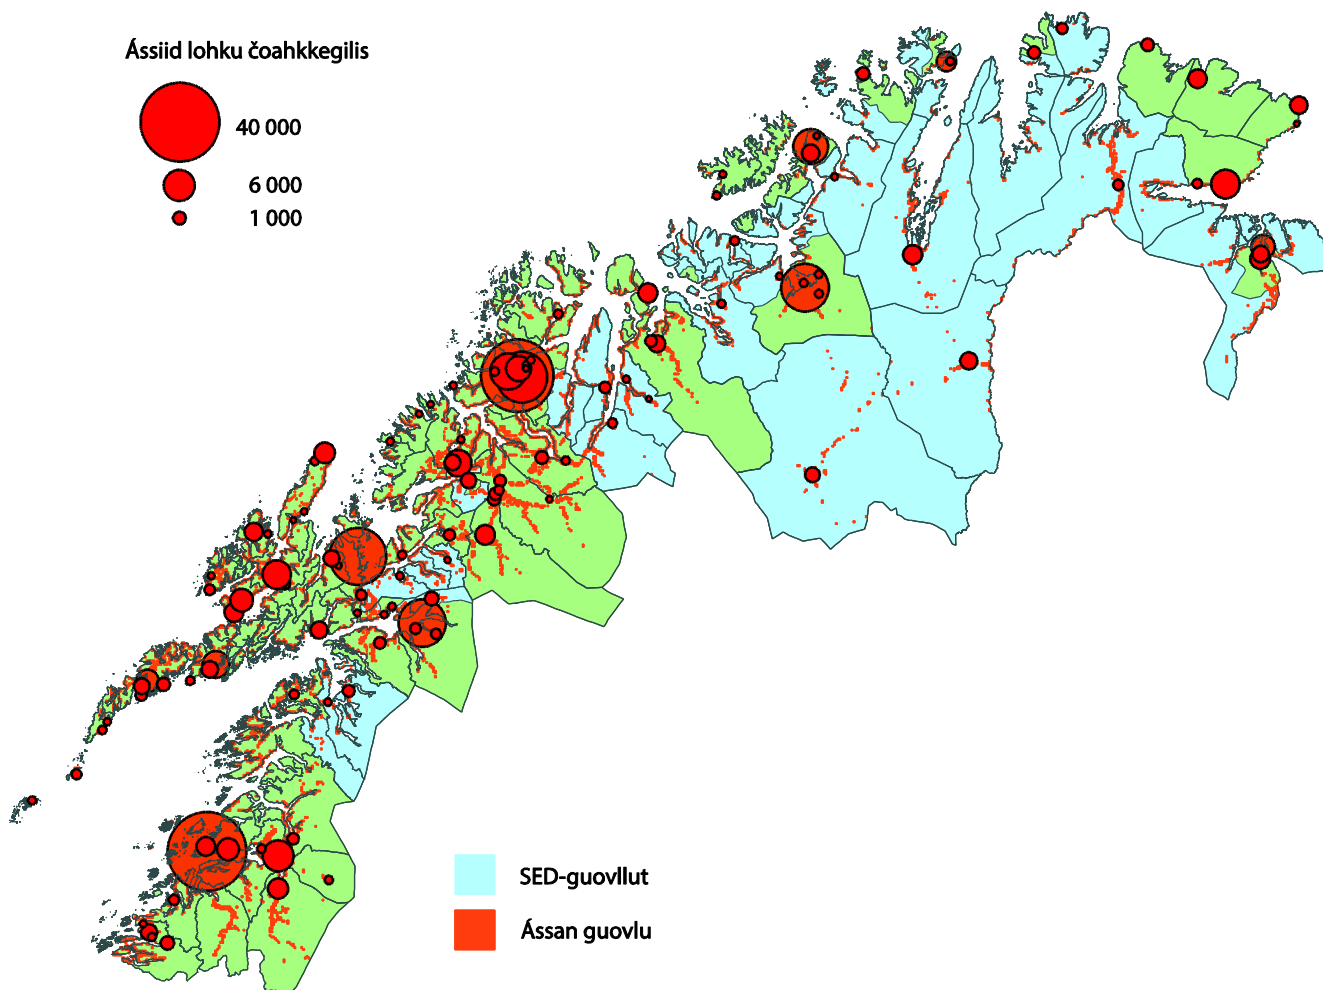 Ássiid lohku čoahkkegilis
40 000
6 000
1 000
SED-guovllut
Ássan guovlu